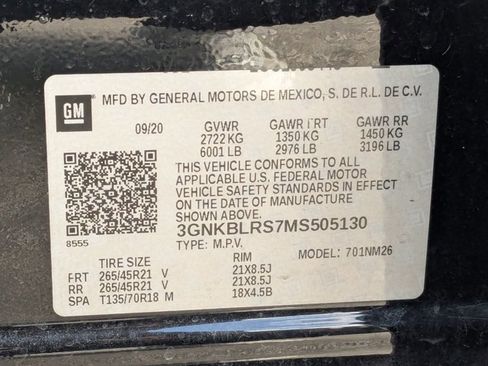 GM
MFD BY GENERAL MOTORS DE MEXICO, S. DE R.L. DE C.V.
09/20 GVWR GAWR FRT GAWR RR
2722 KG 1350 KG 1450 KG
6001 LB 2976 LB 3196 LB
THIS VEHICLE CONFORMS TO ALL
APPLICABLE U.S. FEDERAL MOTOR
VEHICLE SAFETY STANDARDS IN EFFECT
ON THE DATE OF MANUFACTURE
SHOWN ABOVE.
3GNKBLRS7MS505130
8555
TYPE: M.P.V. MODEL: 701NM26
TIRE SIZE RIM
FRT 265/45R21 V 21X8.5J
RR 265/45R21 V 21X8.5J
SPA T135/70R18 M 18X4.5B